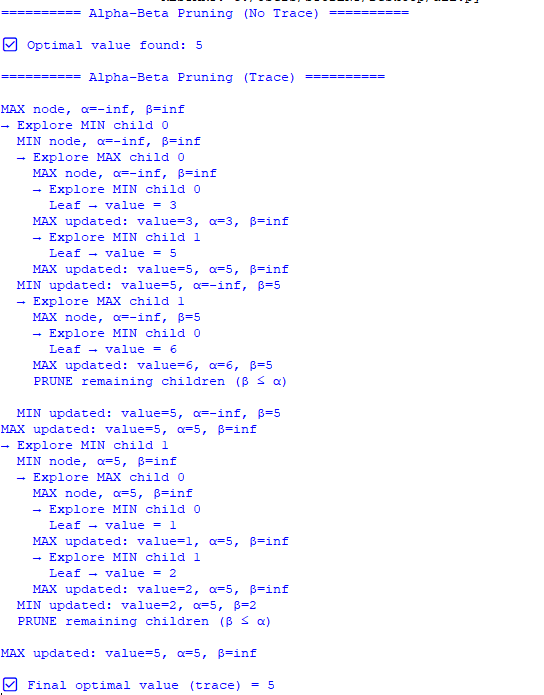 ========== Alpha-Beta Pruning (No Trace) ==========
☑ Optimal value found: 5
========== Alpha-Beta Pruning (Trace) ==========
MAX node, α=-inf, β=inf
→ Explore MIN child 0
MIN node, α=-inf, β=inf
→ Explore MAX child 0
MAX node, α=-inf, β=inf
→ Explore MIN child 0
Leaf → value = 3
MAX updated: value=3, α=3, β=inf
→ Explore MIN child 1
Leaf → value = 5
MAX updated: value=5, α=5, β=inf
MIN updated: value=5, α=-inf, β=5
→ Explore MAX child 1
MAX node, α=-inf, β=5
→ Explore MIN child 0
Leaf → value = 6
MAX updated: value=6, α=6, β=5
PRUNE remaining children (β ≤ α)
MIN updated: value=5, α=-inf, β=5
MAX updated: value=5, α=5, β=inf
→ Explore MIN child 1
MIN node, α=5, β=inf
→ Explore MAX child 0
MAX node, α=5, β=inf
→ Explore MIN child 0
Leaf → value = 1
MAX updated: value=1, α=5, β=inf
→ Explore MIN child 1
Leaf → value = 2
MAX updated: value=2, α=5, β=inf
MIN updated: value=2, α=5, β=2
PRUNE remaining children (β ≤ α)
MAX updated: value=5, α=5, β=inf
☑ Final optimal value (trace) = 5